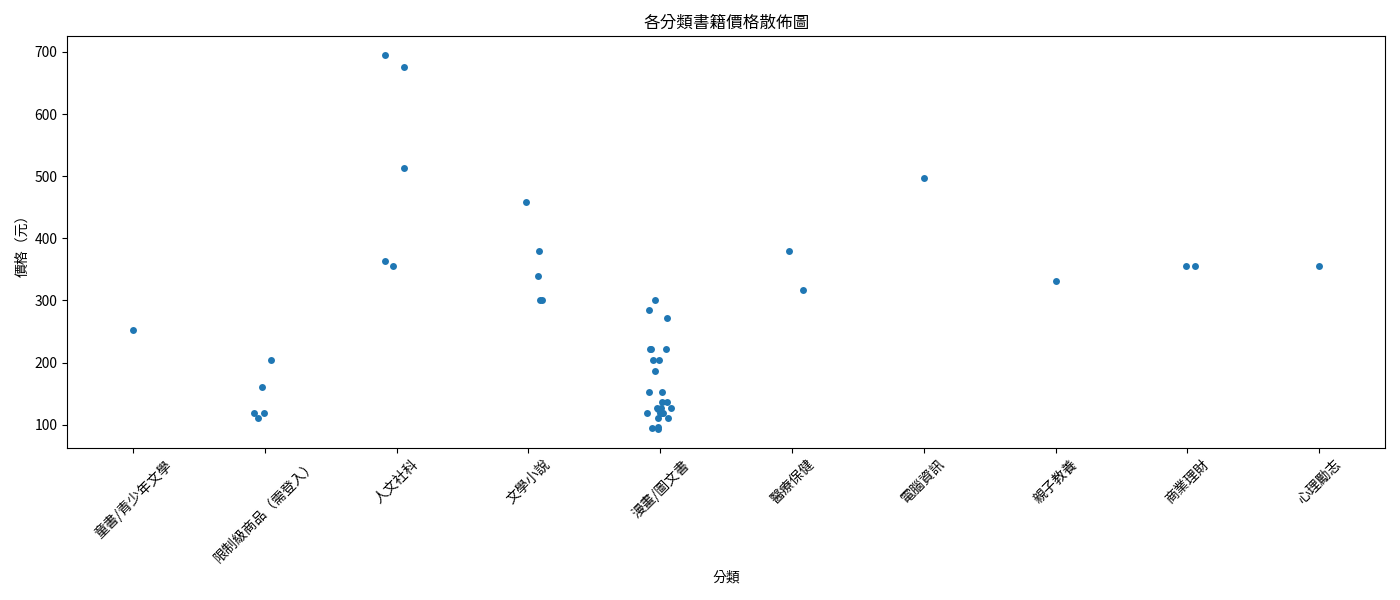 各分類書籍價格散佈圖
價格（元）
700
600
500
400
300
200
100
童書/青少年文學
限制級商品（需登入）
人文社科
文學小說
漫畫/圖文書
醫療保健
電腦資訊
親子教養
商業理財
心理勵志
分類